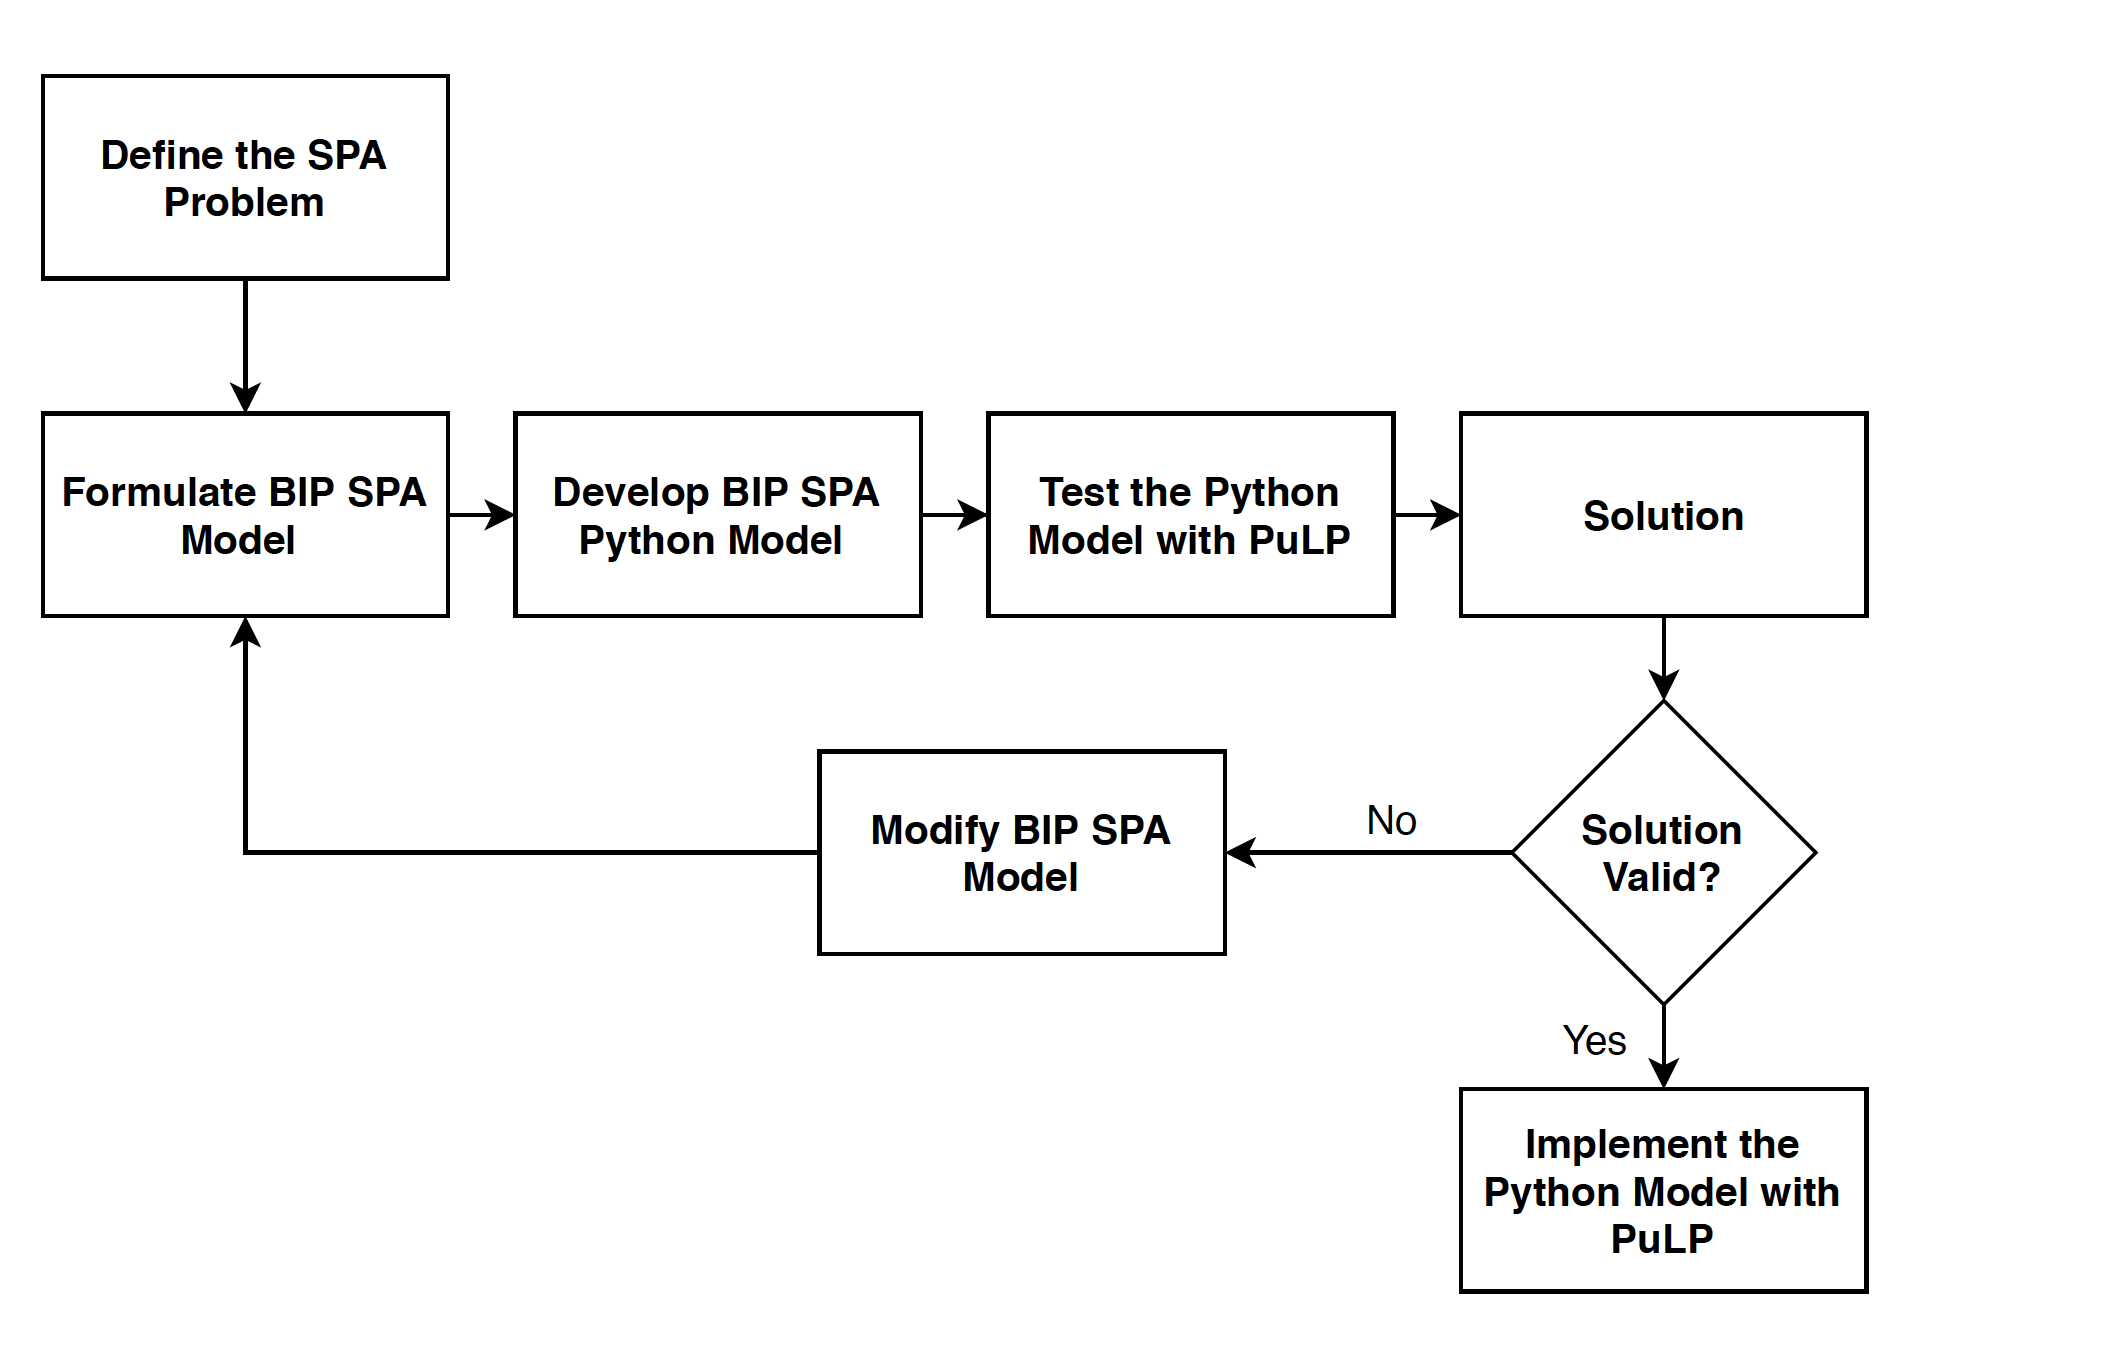 Define the SPA
Problem
Formulate BIP SPA
Model
Develop BIP SPA
Python Model
Test the Python
Model with PuLP
Solution
Solution
Valid?
No
Modify BIP SPA
Model
Yes
Implement the
Python Model with
PuLP